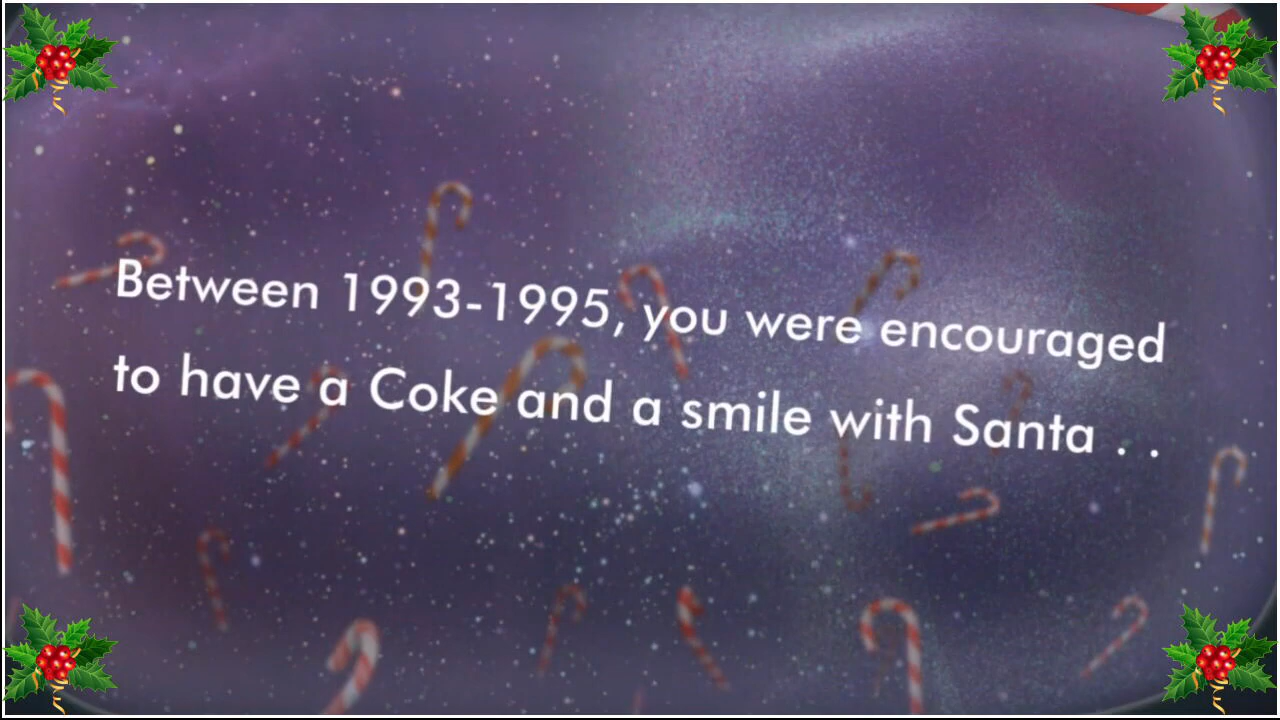 Between 1993-1995, you were encouraged
to have a Coke and a smile with Santa . .